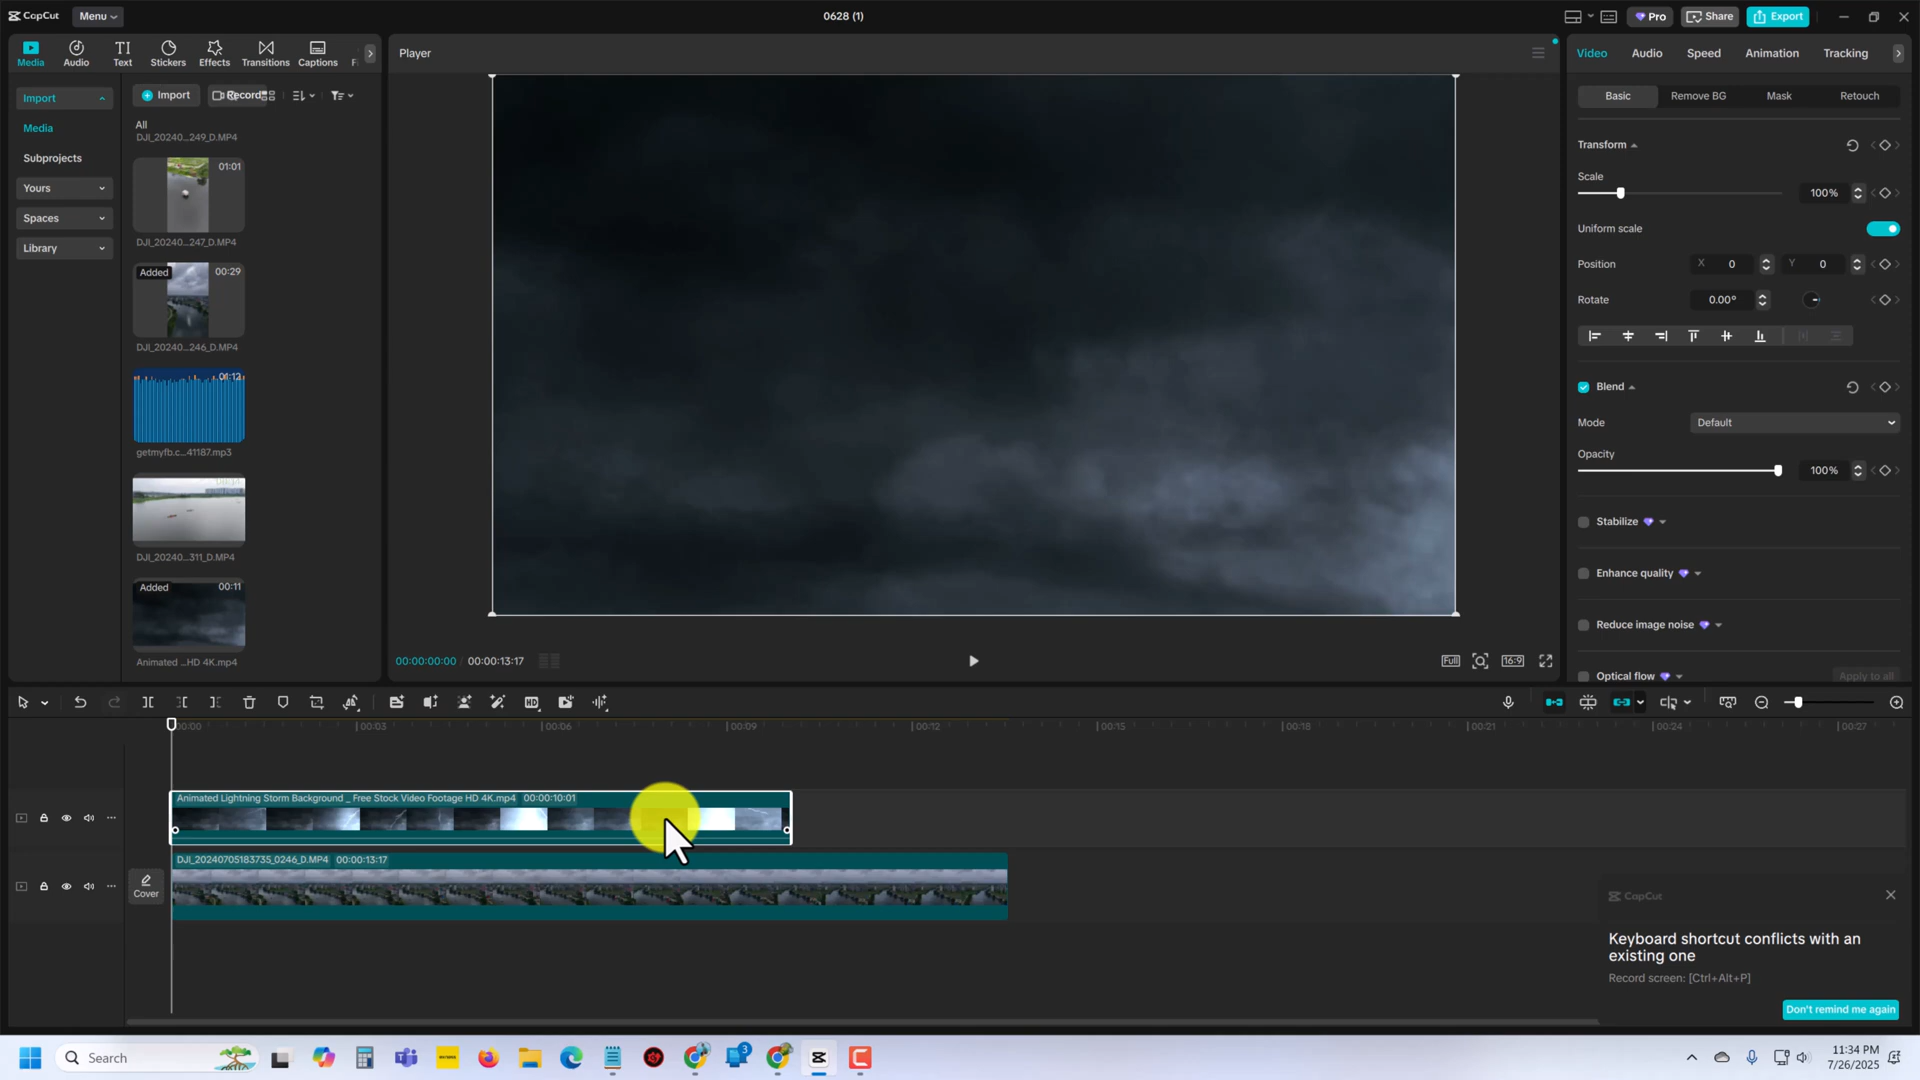 CapCut
Menu
0628 (1)
Pro
Share
Export
Media
Audio
Text
Stickers
Effects
Transitions
Captions
F
Player
Video
Audio
Speed
Animation
Tracking
Import
Import
Record
Media
Subprojects
Yours
Spaces
Library
All
DJI_20240...249_D.MP4
01:01
DJI_20240...247_D.MP4
Added
00:29
DJI_20240...246_D.MP4
01:12
getmyfb.c...41187.mp3
DJI_20240...311_D.MP4
Added
00:11
Animated ...HD 4K.mp4
Basic
Remove BG
Mask
Retouch
Transform
Scale
100%
Uniform scale
Position
X 0
Y 0
Rotate
0.00°
Blend
Mode
Default
Opacity
100%
Stabilize
Enhance quality
Reduce image noise
Optical flow
Apply to all
00:00:00:00 / 00:00:13:17
Full
16:9
HD
00:00
00:03
00:06
00:09
00:12
00:15
00:18
00:21
00:24
00:27
Animated Lightning Storm Background _ Free Stock Video Footage HD 4K.mp4 00:00:10:01
Cover
DJI_20240705183735_0246_D.MP4 00:00:13:17
CapCut
Keyboard shortcut conflicts with an
existing one
Record screen: [Ctrl+Alt+P]
Don't remind me again
Search
3
11:34 PM
7/26/2025